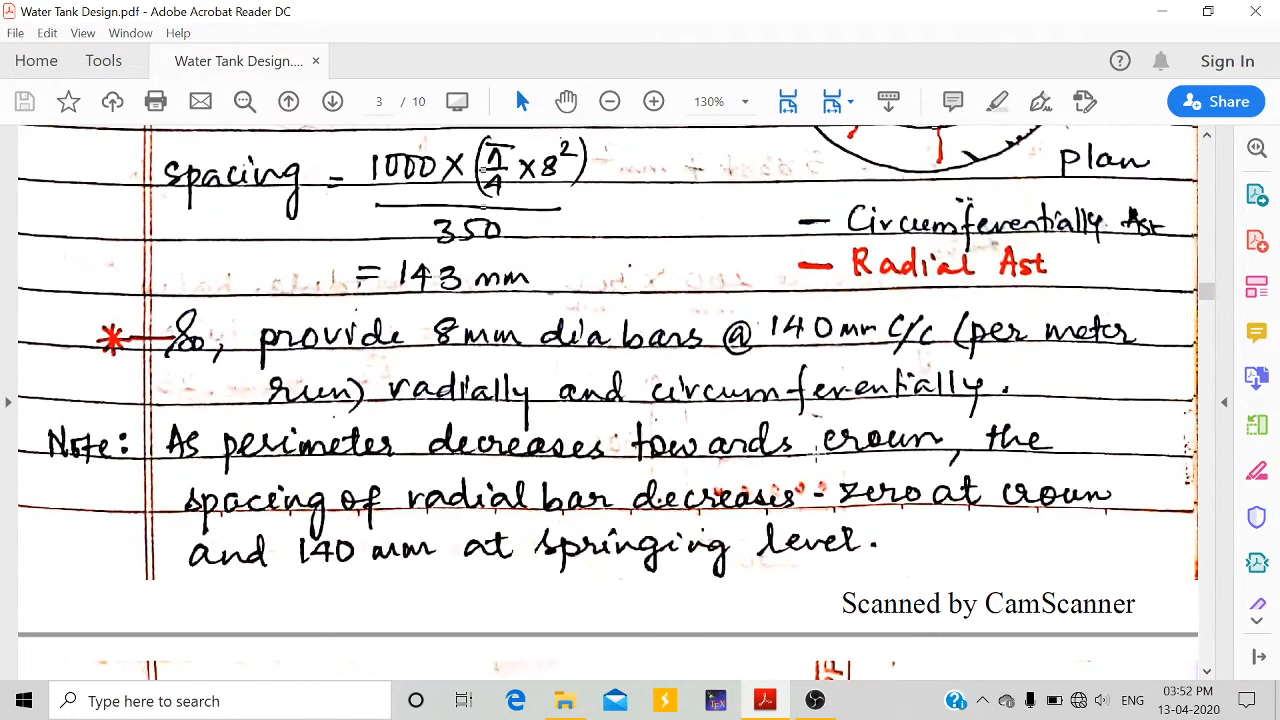 Water Tank Design.pdf - Adobe Acrobat Reader DC
File Edit View Window Help
Home Tools Water Tank Design.... × Sign In
3 / 10 130% Share
plan
spacing = 1000 × (π/4 × 8²)
350
= 143 mm
— Circumferentially Ast
— Radial Ast
* So, provide 8mm dia bars @ 140 mm c/c (per meter
run) radially and circumferentially.
Note: As perimeter decreases towards croun, the
spacing of radial bar decreases - zero at croun
and 140 mm at springing level.
Scanned by CamScanner
Type here to search
ENG
03:52 PM
13-04-2020